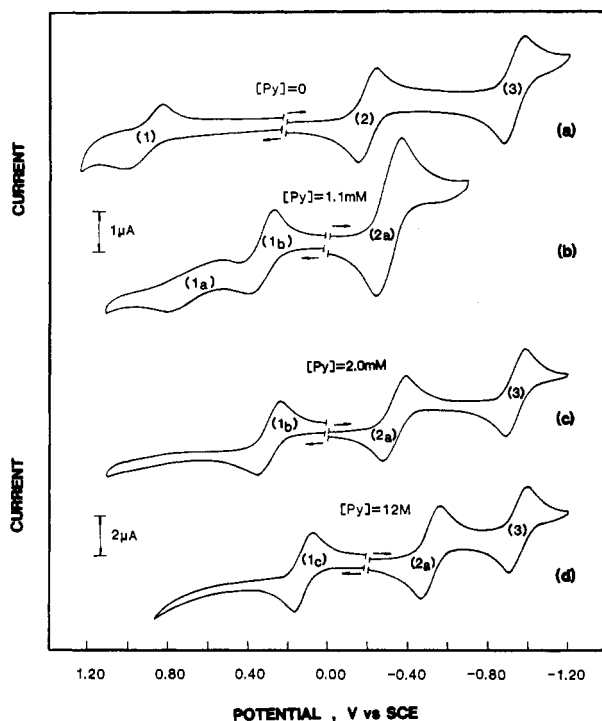 [Py]=0
(1)
(2)
(3)
(a)
CURRENT
1μA
[Py]=1.1mM
(1a)
(1b)
(2a)
(b)
[Py]=2.0mM
(1b)
(2a)
(3)
(c)
CURRENT
2μA
[Py]=12M
(1c)
(2a)
(3)
(d)
1.20 0.80 0.40 0.00 -0.40 -0.80 -1.20
POTENTIAL , V vs SCE